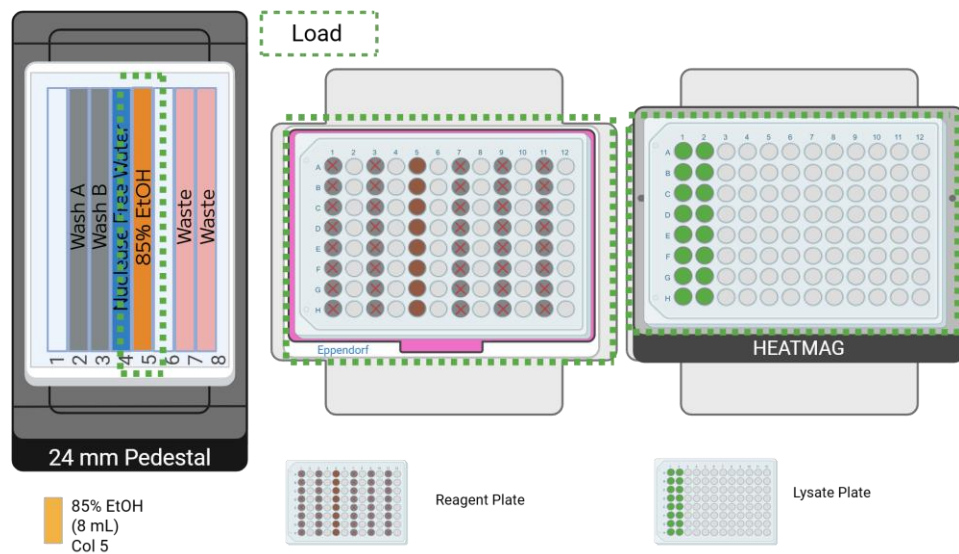 Load
Wash A
Wash B
Nuclease Free Water
85% EtOH
Waste
Waste
1 2 3 4 5 6 7 8
24 mm Pedestal
85% EtOH
(8 mL)
Col 5
1 2 3 4 5 6 7 8 9 10 11 12
A
B
C
D
E
F
G
H
Eppendorf
Reagent Plate
1 2 3 4 5 6 7 8 9 10 11 12
A
B
C
D
E
F
G
H
HEATMAG
Lysate Plate